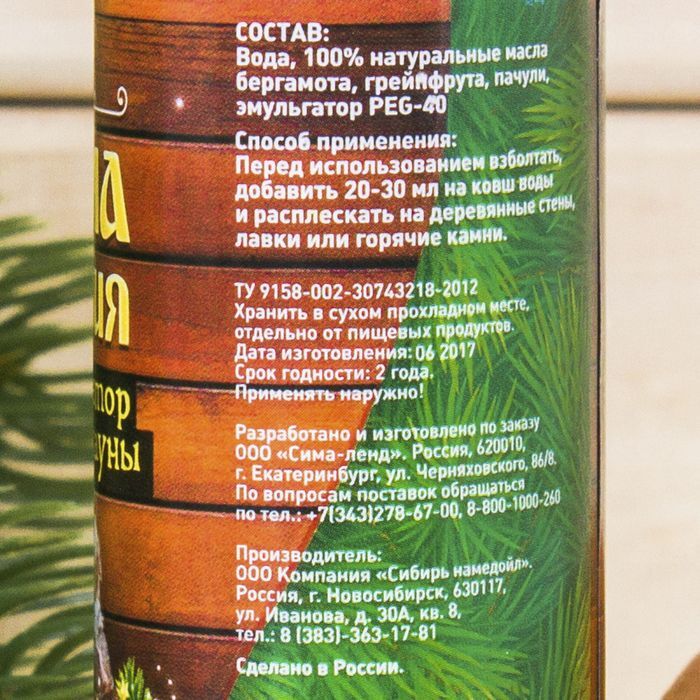 СОСТАВ:
Вода, 100% натуральные масла
бергамота, грейпфрута, пачули,
эмульгатор PEG-40
Способ применения:
Перед использованием взболтать,
добавить 20-30 мл на ковш воды
и расплескать на деревянные стены,
лавки или горячие камни.
ТУ 9158-002-30743218-2012
Хранить в сухом прохладном месте,
отдельно от пищевых продуктов.
Дата изготовления: 06 2017
Срок годности: 2 года.
Применять наружно!
Разработано и изготовлено по заказу
ООО «Сима-ленд». Россия, 620010,
г. Екатеринбург, ул. Черняховского, 86/8.
По вопросам поставок обращаться
по тел.: +7(343)278-67-00, 8-800-1000-260
Производитель:
ООО Компания «Сибирь намедойл».
Россия, г. Новосибирск, 630117,
ул. Иванова, д. 30А, кв. 8,
тел.: 8 (383)-363-17-81
Сделано в России.